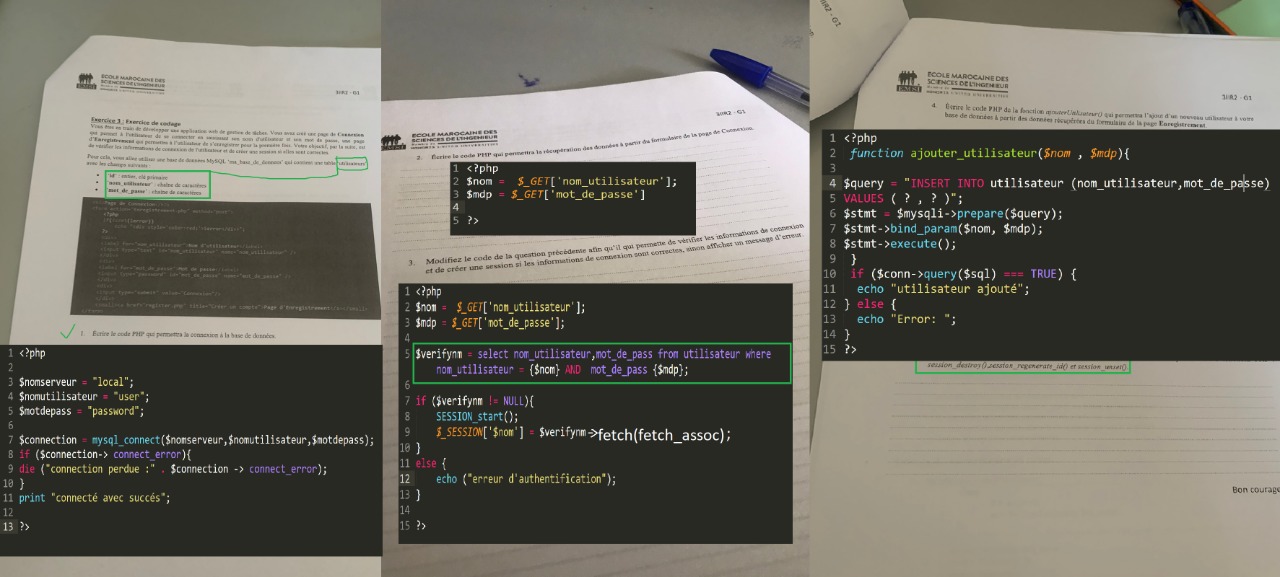 ECOLE MAROCAINE DES
SCIENCES DE L'INGENIEUR
EMSI
3IIR2 - G1
Exercice 3 : Exercice de codage
Vous êtes en train de développer une application web de gestion de tâches. Vous avez créé une page de Connexion
qui permet à l'utilisateur de se connecter en
d'Enregistrement qui permettra à l'utilisateur de s'enregistrer pour la première fois. Votre objectif, par la suite, est
de vérifier les informations de connexion de l'utilisateur et de créer une session si elles sont correctes.
Pour cela, vous allez utiliser une base de données MySQL qui contient une table utilisateurs
avec les champs suivants :
• 'id' : entier, clé primaire
• 'nom_utilisateur' : chaîne de caractères
• 'mot_de_passe' : chaîne de caractères
1. Écrire le code PHP qui permettra la connexion à la base de données
1 <?php
2
3 $nomserveur = "local";
4 $nomutilisateur = "user";
5 $motdepass = "password";
6
7 $connection = mysql_connect($nomserveur,$nomutilisateur,$motdepass);
8 if ($connection-> connect_error){
9 die ("connection perdue :" . $connection -> connect_error);
10 }
11 print "connecté avec succés";
12
13 ?>
ECOLE MAROCAINE DES
SCIENCES DE L'INGENIEUR
3IIR2 - G1
2. Écrire le code PHP qui permettra la récupération des données à partir du formulaire de la page de Connexion.
1 <?php
2 $nom =  $_GET['nom_utilisateur'];
3 $mdp = $_GET['mot_de_passe']
4
5 ?>
3. Modifiez le code de la question précédente afin qu'il qui permette de vérifier les informations de connexion
et de créer une session si les informations de connexion sont correctes, sinon afficher un message d'erreur.
1 <?php
2 $nom =  $_GET['nom_utilisateur'];
3 $mdp = $_GET['mot_de_passe'];
4
5 $verifynm = select nom_utilisateur,mot_de_pass from utilisateur where
nom_utilisateur = {$nom} AND  mot_de_pass {$mdp};
6
7 if ($verifynm != NULL){
8 SESSION_start();
9 $_SESSION['$nom'] = $verifynm->fetch(fetch_assoc);
10 }
11 else {
12 echo ("erreur d'authentification");
13 }
14
15 ?>
3IIR2 - G1
ECOLE MAROCAINE DES
SCIENCES DE L'INGENIEUR
EMSI
3IIR2 - G1
4. Écrire le code PHP de la fonction ajouterUtilisateur() qui permettra l'ajout d'un nouveau utilisateur à votre
base de données à partir des données récupérées du formulaire de la page Enregistrement.
1 <?php
2 function ajouter_utilisateur($nom , $mdp){
3
4 $query = "INSERT INTO utilisateur (nom_utilisateur,mot_de_passe)
5 VALUES ( ? , ? )";
6 $stmt = $mysqli->prepare($query);
7 $stmt->bind_param($nom, $mdp);
8 $stmt->execute();
9 }
10 if ($conn->query($sql) === TRUE) {
11 echo "utilisateur ajouté";
12 } else {
13 echo "Error: ";
14 }
15 ?>
session_destroy(),session_regenerate_id() et session_unset()
Bon courage